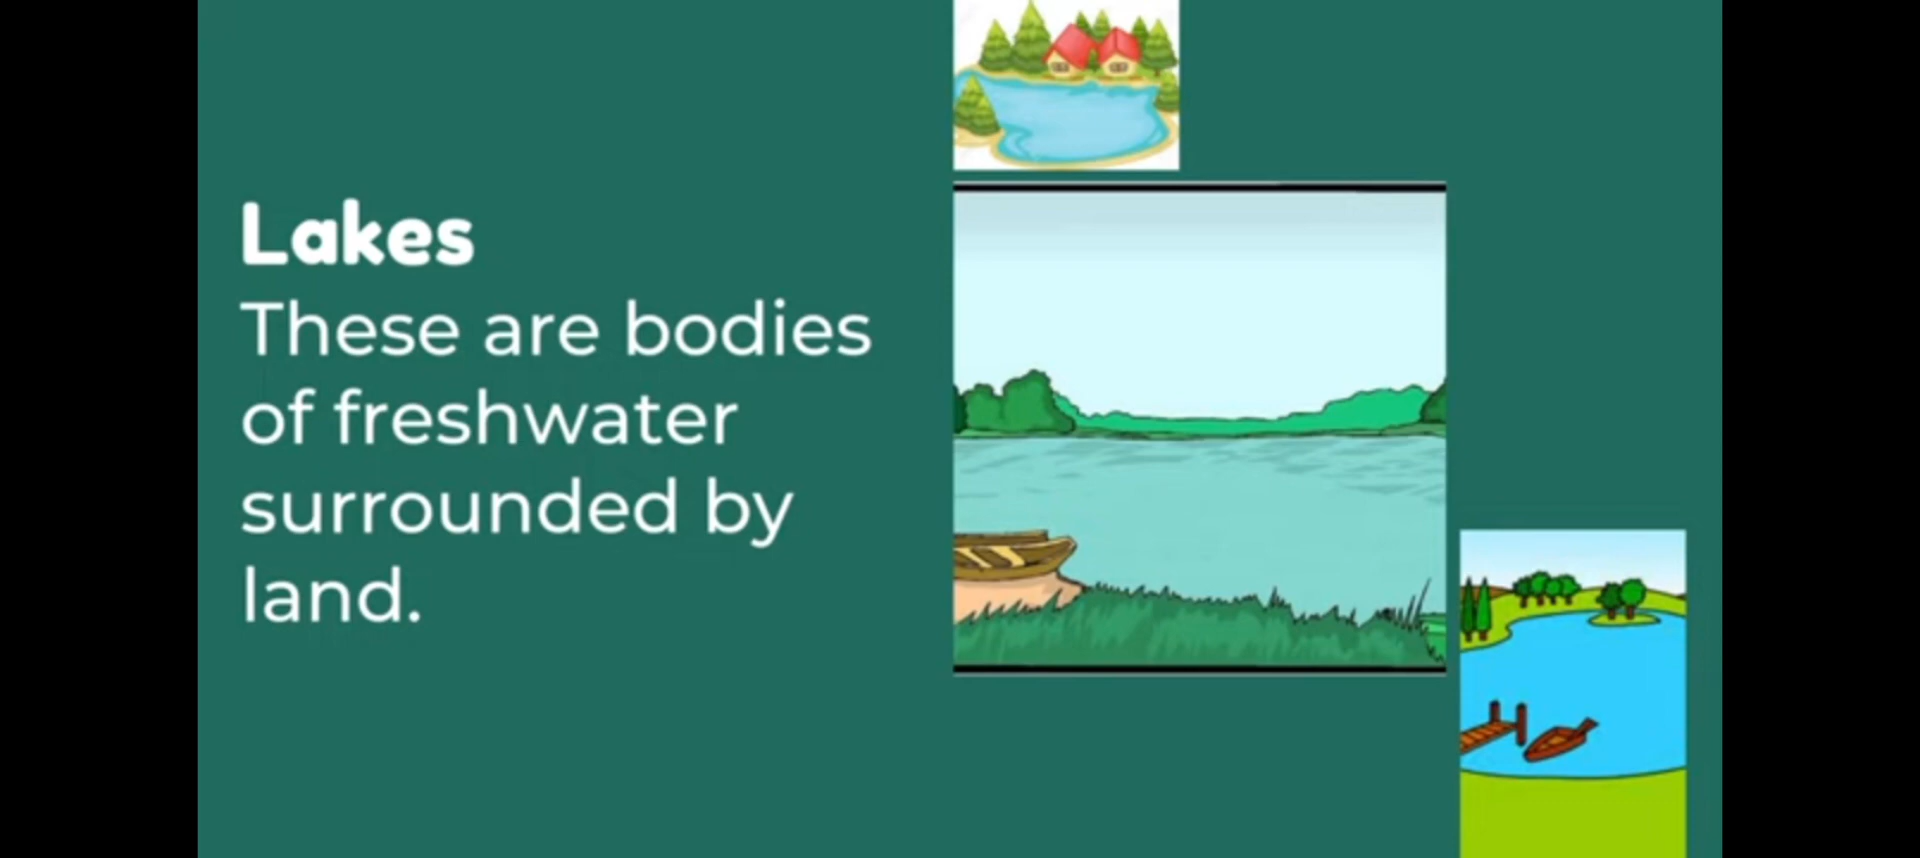 Lakes
These are bodies
of freshwater
surrounded by
land.